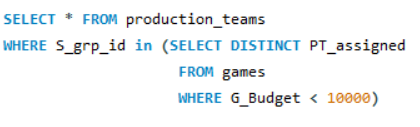 SELECT * FROM production_teams
WHERE S_grp_id in (SELECT DISTINCT PT_assigned
FROM games
WHERE G_Budget < 10000)